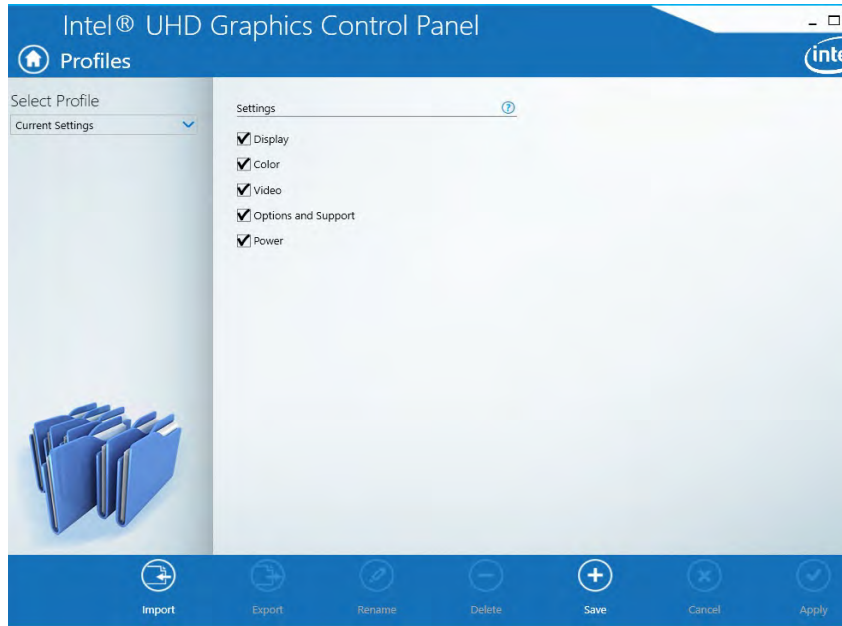 Intel® UHD Graphics Control Panel
Profiles
Select Profile
Current Settings
Settings
?
Display
Color
Video
Options and Support
Power
Import
Export
Rename
Delete
Save
Cancel
Apply